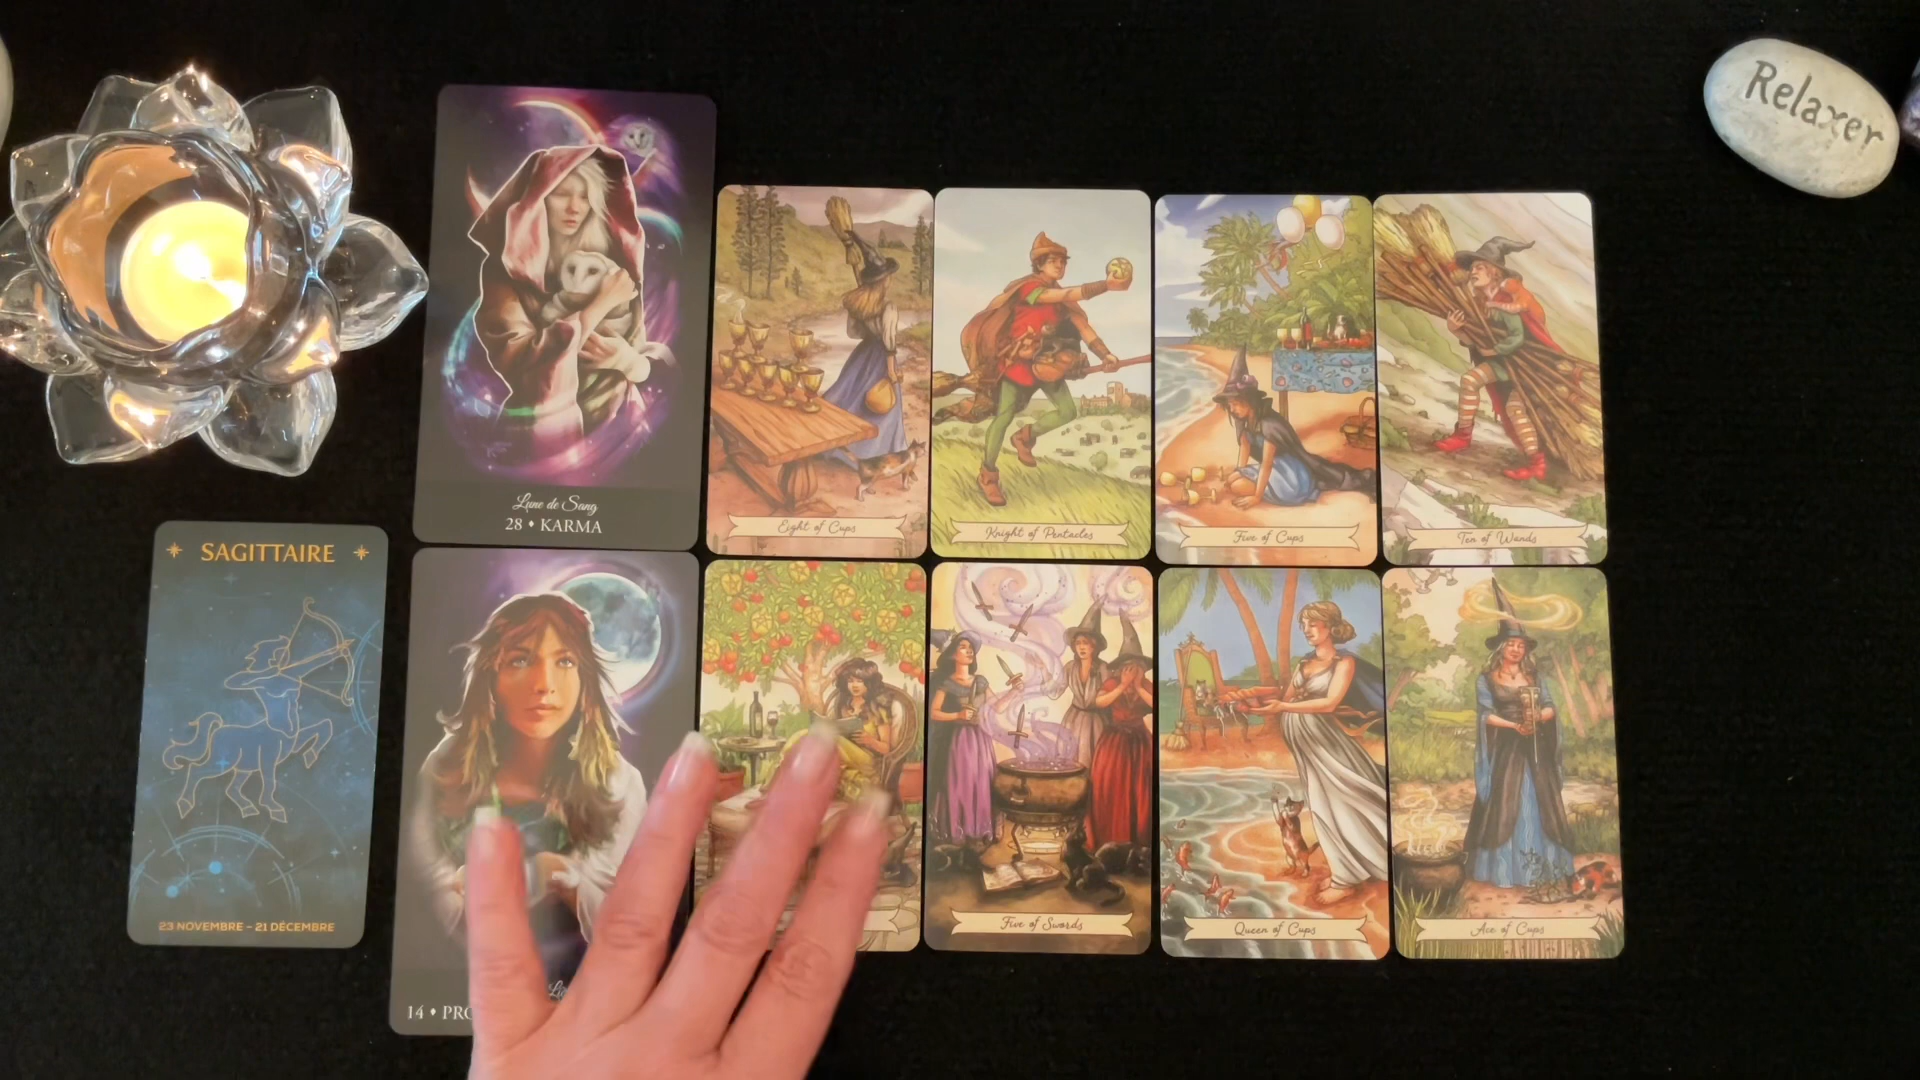 Relaxer
Lune de Sang
28 ♦ KARMA
Eight of Cups
Knight of Pentacles
Five of Cups
Ten of Wands
SAGITTAIRE
23 NOVEMBRE - 21 DÉCEMBRE
14 ♦
Five of Swords
Queen of Cups
Ace of Cups